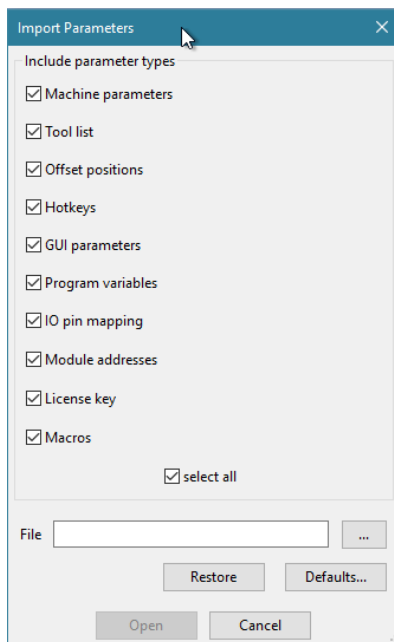 Import Parameters
Include parameter types
Machine parameters
Tool list
Offset positions
Hotkeys
GUI parameters
Program variables
IO pin mapping
Module addresses
License key
Macros
select all
File ...
Restore Defaults...
Open Cancel